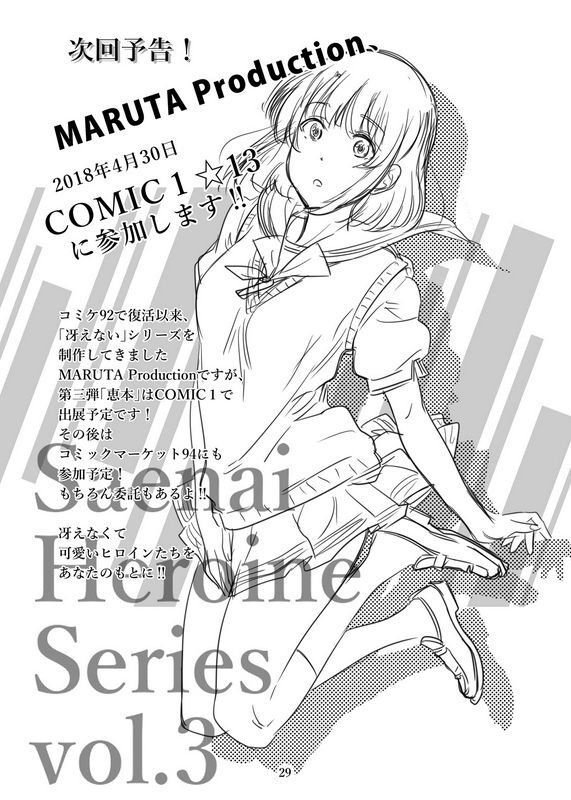 次回予告！
MARUTA Production、
2018年4月30日
COMIC１☆13
に参加します!!
コミケ92で復活以来、
「冴えない」シリーズを
制作してきました
MARUTA Productionですが、
第三弾「恵本」はCOMIC１で
出展予定です！
その後は
コミックマーケット94にも
参加予定！
もちろん委託もあるよ!!
冴えなくて
可愛いヒロインたちを
あなたのもとに!!
Saenai
Heroine
Series
vol.3
29